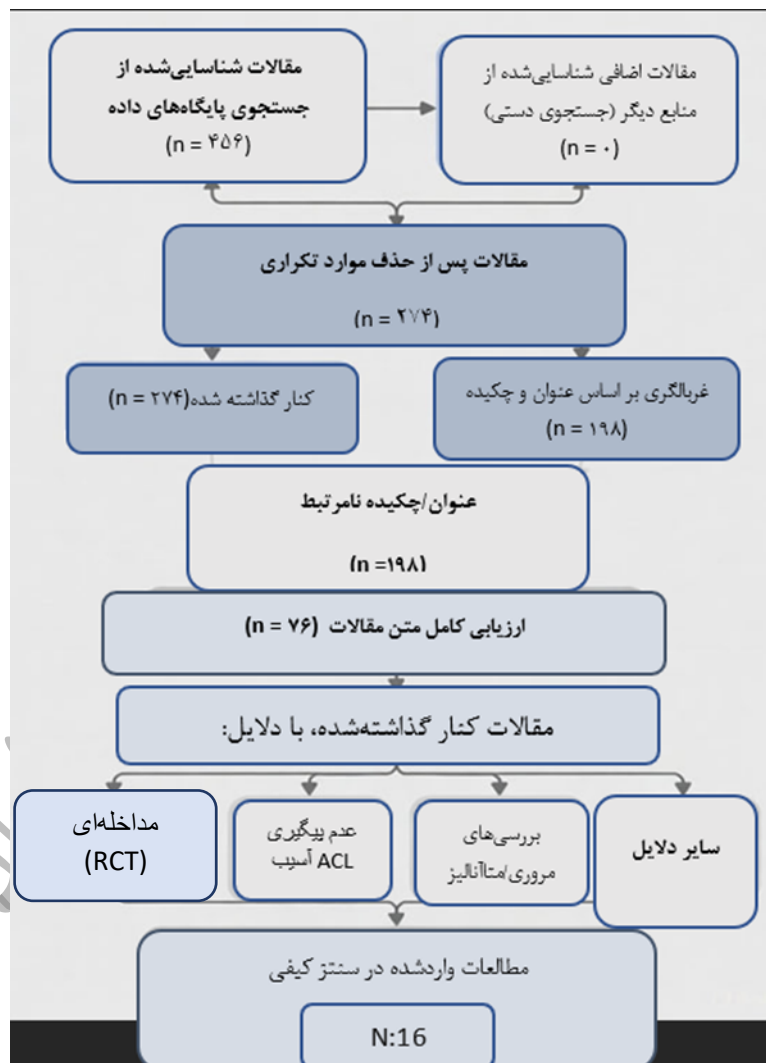 مقالات شناسایی‌شده از
جستجوی پایگاه‌های داده
(n = ۴۵۶)
مقالات اضافی شناسایی‌شده از
منابع دیگر (جستجوی دستی)
(n = ۰)
مقالات پس از حذف موارد تکراری
(n = ۲۷۴)
غربالگری بر اساس عنوان و چکیده
(n = ۱۹۸)
کنار گذاشته شده(n = ۲۷۴)
عنوان/چکیده نامرتبط
(n =۱۹۸)
ارزیابی کامل متن مقالات (n = ۷۶)
مقالات کنار گذاشته‌شده، با دلایل:
سایر دلایل
بررسی‌های
مروری/متاآنالیز
عدم پیگیری
آسیب ACL
مداخله‌ای
(RCT)
مطالعات واردشده در سنتز کیفی
N:16